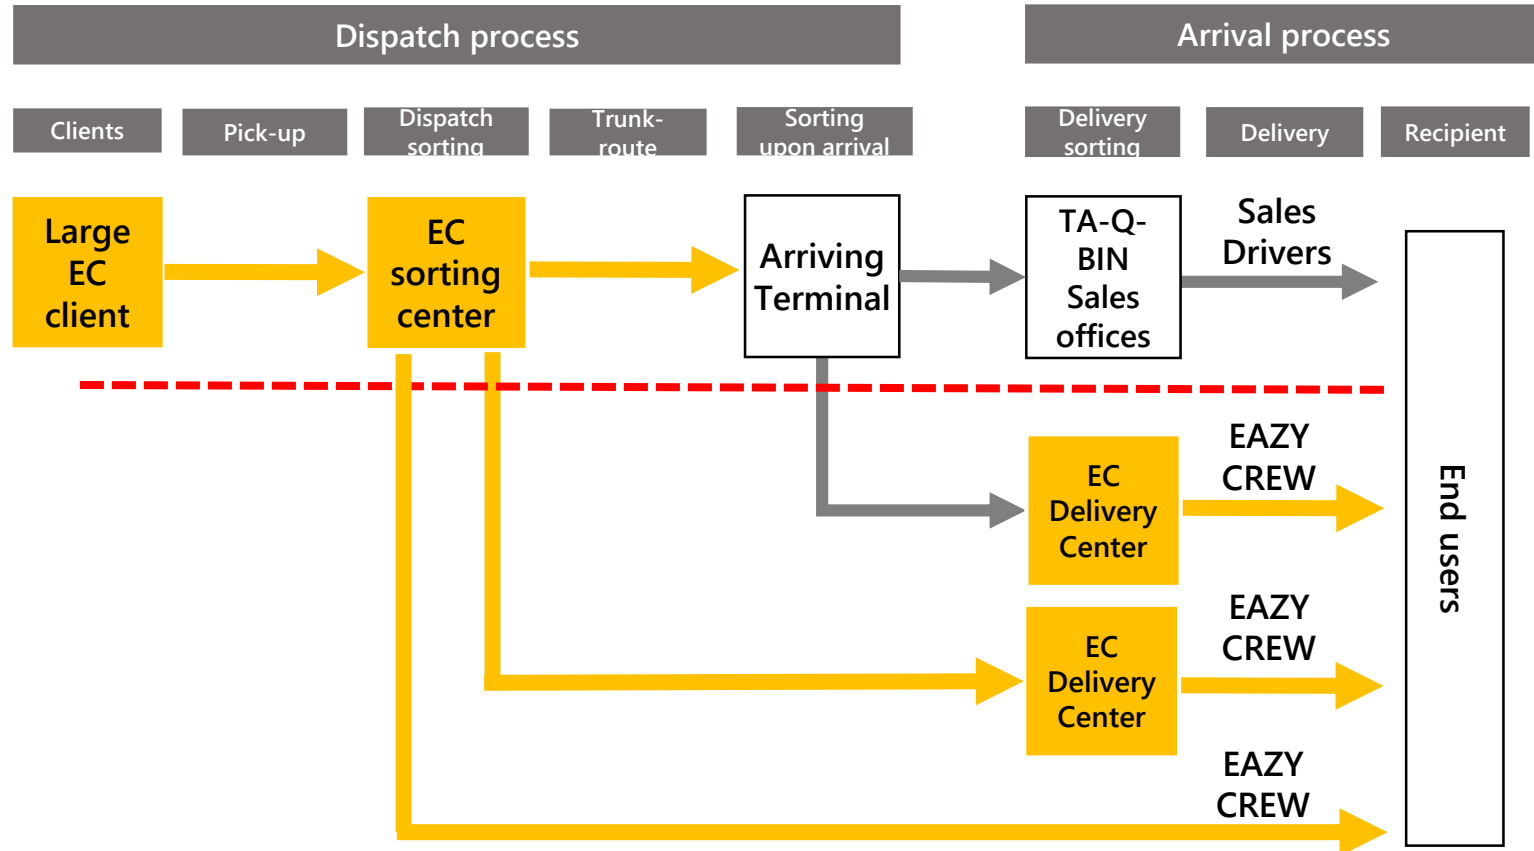 Dispatch process
Arrival process
Clients
Pick-up
Dispatch
sorting
Trunk-
route
Sorting
upon arrival
Delivery
sorting
Delivery
Recipient
Large
EC
client
EC
sorting
center
Arriving
Terminal
TA-Q-
BIN
Sales
offices
Sales
Drivers
EAZY
CREW
EC
Delivery
Center
End users
EAZY
CREW
EC
Delivery
Center
EAZY
CREW